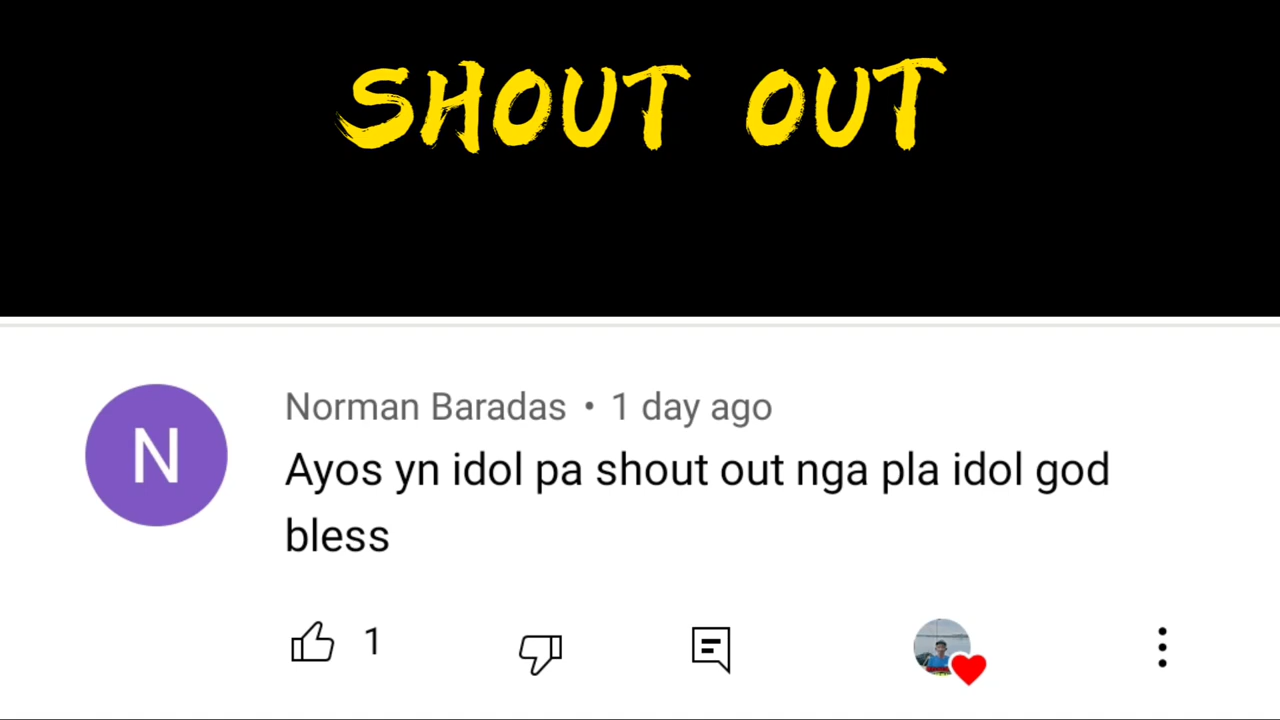 SHOUT OUT
N
Norman Baradas • 1 day ago
Ayos yn idol pa shout out nga pla idol god
bless
1